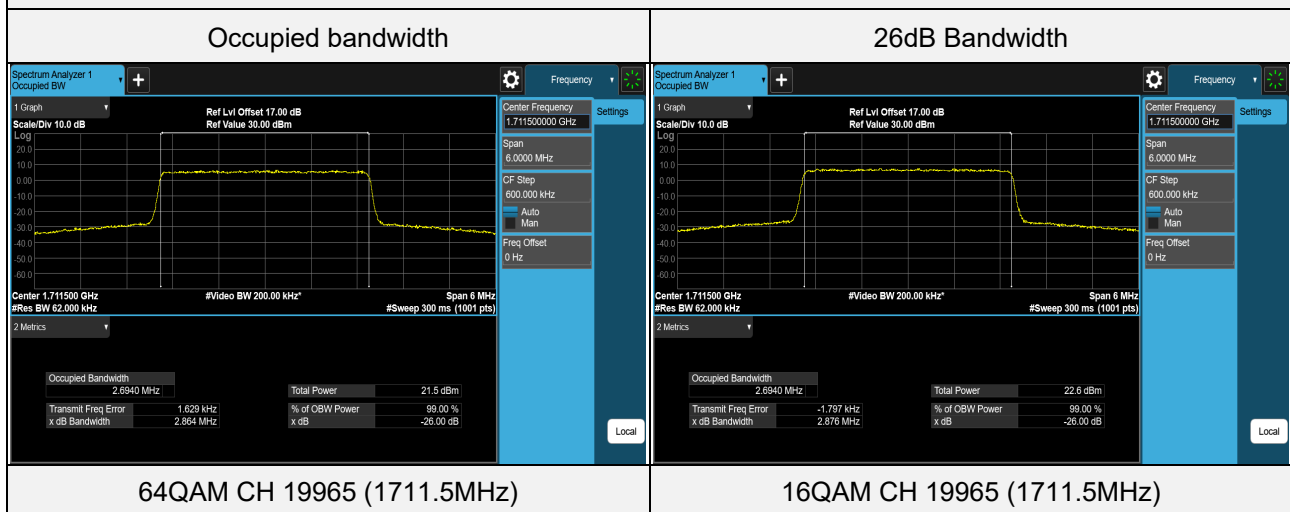 Occupied bandwidth
26dB Bandwidth
Spectrum Analyzer 1
Occupied BW
+
Frequency
1 Graph
Ref Lvl Offset 17.00 dB
Scale/Div 10.0 dB
Ref Value 30.00 dBm
Log
20.0
10.0
0.00
-10.0
-20.0
-30.0
-40.0
-50.0
-60.0
Center 1.711500 GHz
#Video BW 200.00 kHz*
Span 6 MHz
#Res BW 62.000 kHz
#Sweep 300 ms (1001 pts)
Center Frequency
1.711500000 GHz
Settings
Span
6.0000 MHz
CF Step
600.000 kHz
Auto
Man
Freq Offset
0 Hz
2 Metrics
Occupied Bandwidth
2.6940 MHz
Total Power 21.5 dBm
Transmit Freq Error 1.629 kHz % of OBW Power 99.00 %
x dB Bandwidth 2.864 MHz x dB -26.00 dB
Local
Spectrum Analyzer 1
Occupied BW
+
Frequency
1 Graph
Ref Lvl Offset 17.00 dB
Scale/Div 10.0 dB
Ref Value 30.00 dBm
Log
20.0
10.0
0.00
-10.0
-20.0
-30.0
-40.0
-50.0
-60.0
Center 1.711500 GHz
#Video BW 200.00 kHz*
Span 6 MHz
#Res BW 62.000 kHz
#Sweep 300 ms (1001 pts)
Center Frequency
1.711500000 GHz
Settings
Span
6.0000 MHz
CF Step
600.000 kHz
Auto
Man
Freq Offset
0 Hz
2 Metrics
Occupied Bandwidth
2.6940 MHz
Total Power 22.6 dBm
Transmit Freq Error -1.797 kHz % of OBW Power 99.00 %
x dB Bandwidth 2.876 MHz x dB -26.00 dB
Local
64QAM CH 19965 (1711.5MHz)
16QAM CH 19965 (1711.5MHz)